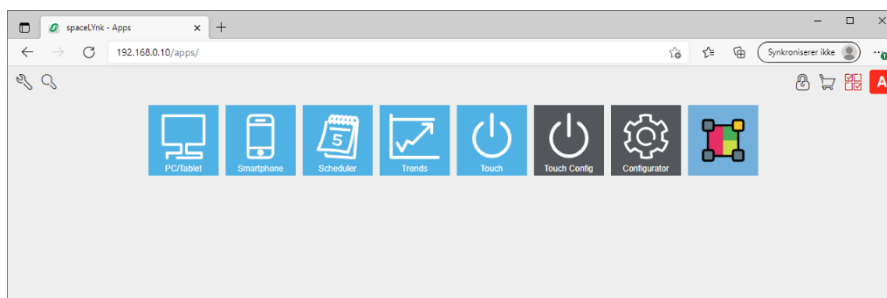 spaceLYnk - Apps
192.168.0.10/apps/
Synkroniserer ikke
A
5
PC/Tablet
Smartphone
Scheduler
Trends
Touch
Touch Config
Configurator